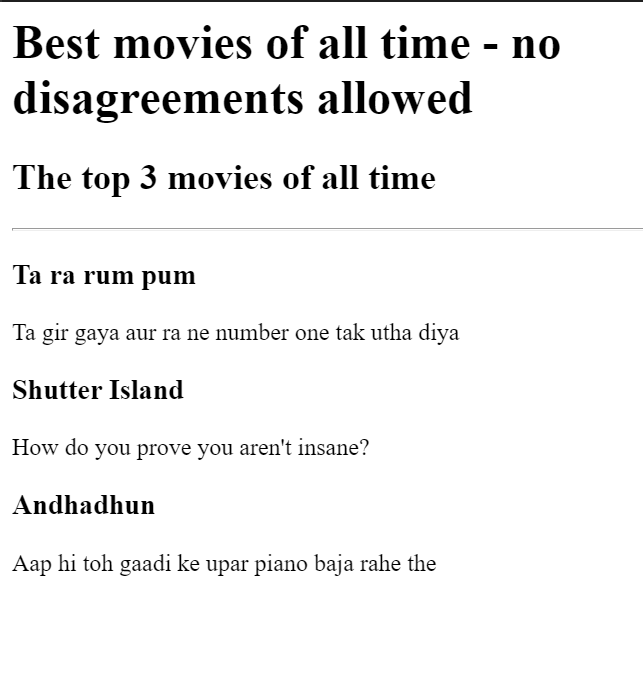 Best movies of all time - no
disagreements allowed
The top 3 movies of all time
Ta ra rum pum
Ta gir gaya aur ra ne number one tak utha diya
Shutter Island
How do you prove you aren't insane?
Andhadhun
Aap hi toh gaadi ke upar piano baja rahe the